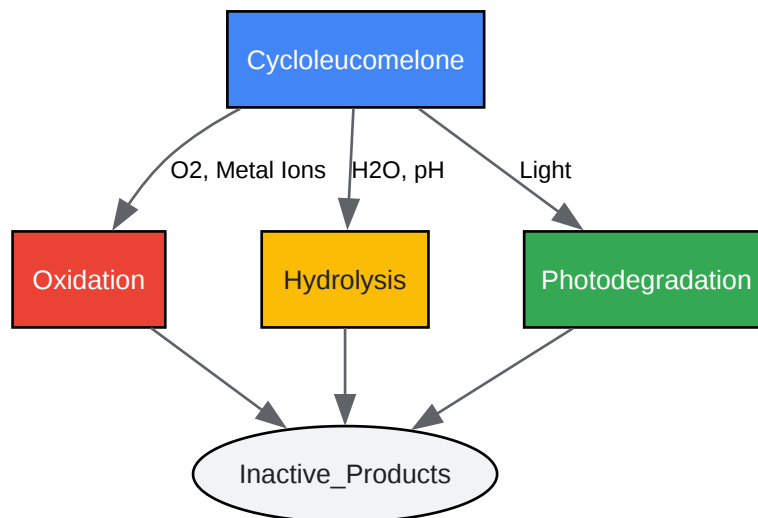 Cycloleucomelone
O2, Metal Ions
H2O, pH
Light
Oxidation
Hydrolysis
Photodegradation
Inactive_Products